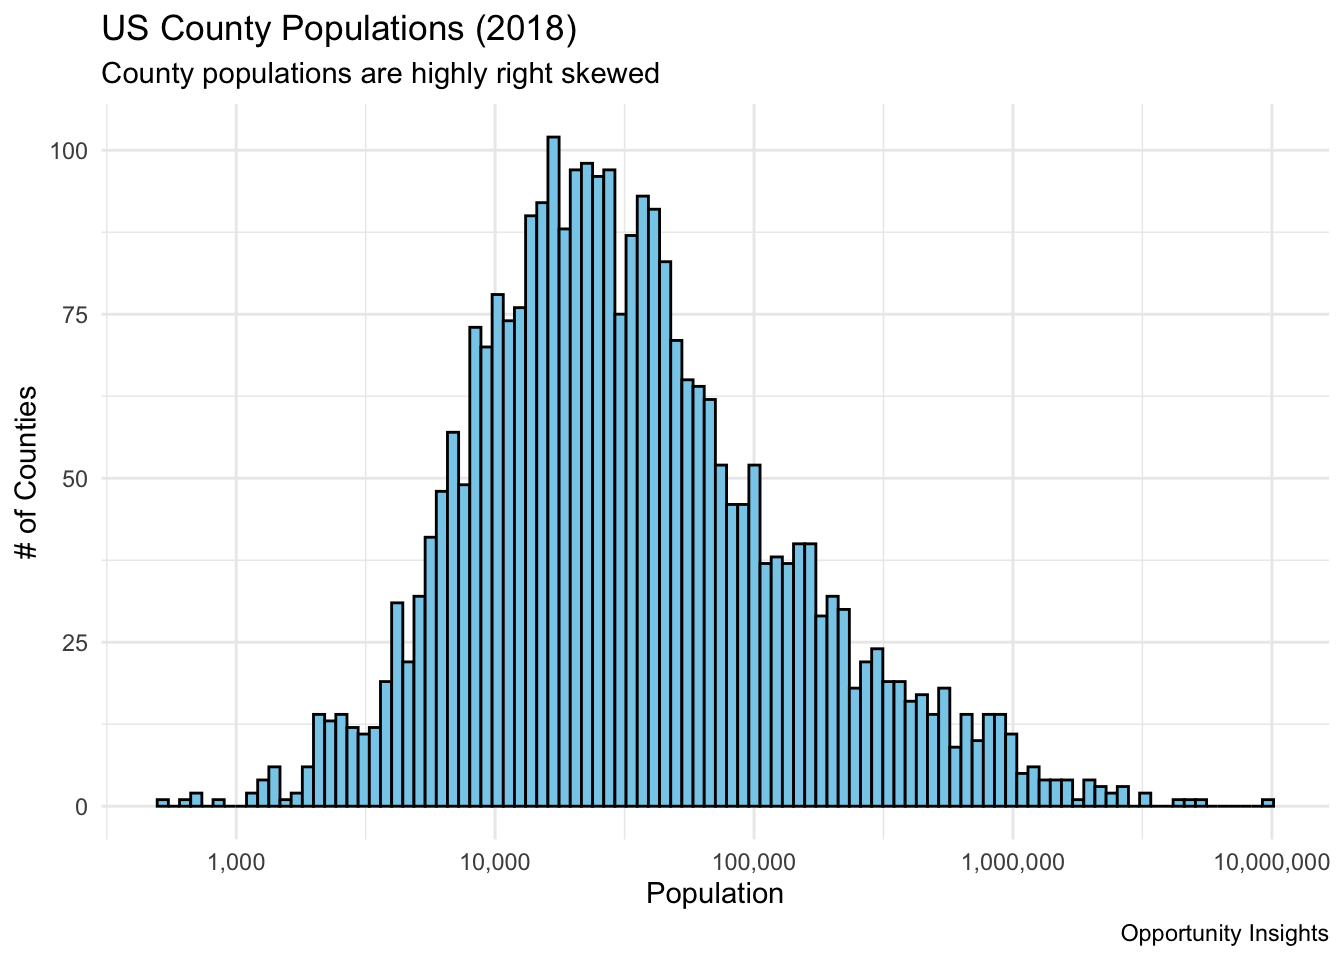 US County Populations (2018)
County populations are highly right skewed
100
75
50
25
0
# of Counties
1,000 10,000 100,000 1,000,000 10,000,000
Population
Opportunity Insights